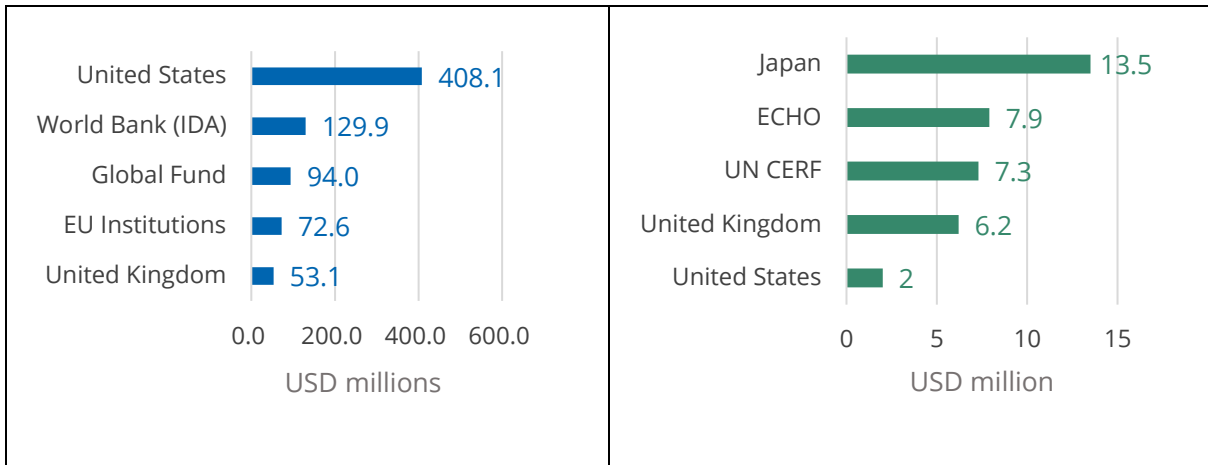 United States 408.1
World Bank (IDA) 129.9
Global Fund 94.0
EU Institutions 72.6
United Kingdom 53.1
0.0 200.0 400.0 600.0
USD millions
Japan 13.5
ECHO 7.9
UN CERF 7.3
United Kingdom 6.2
United States 2
0 5 10 15
USD million